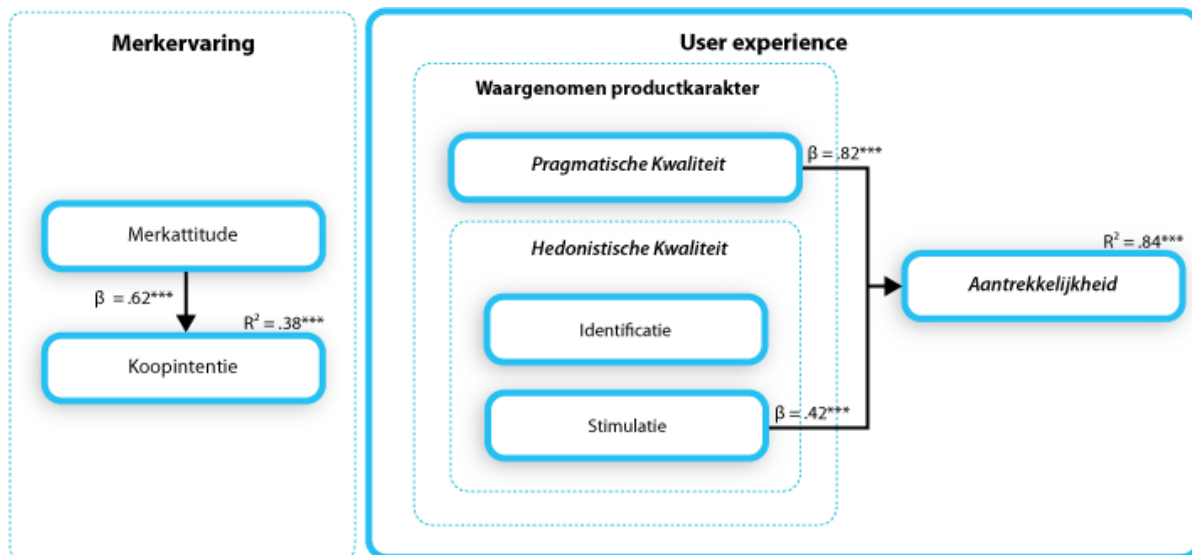 Merkervaring
Merkattitude
β = .62***
R² = .38***
Koopintentie
User experience
Waargenomen productkarakter
Pragmatische Kwaliteit
β = .82***
Hedonistische Kwaliteit
Identificatie
Stimulatie
β = .42***
R² = .84***
Aantrekkelijkheid